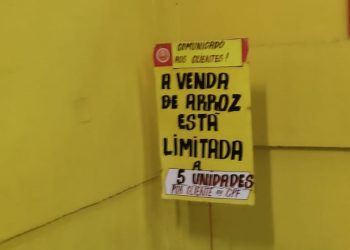 COMUNICADO
AOS CLIENTES!
A VENDA
DE ARROZ
ESTÁ
LIMITADA
A
5 UNIDADES
POR CLIENTE OU CPF